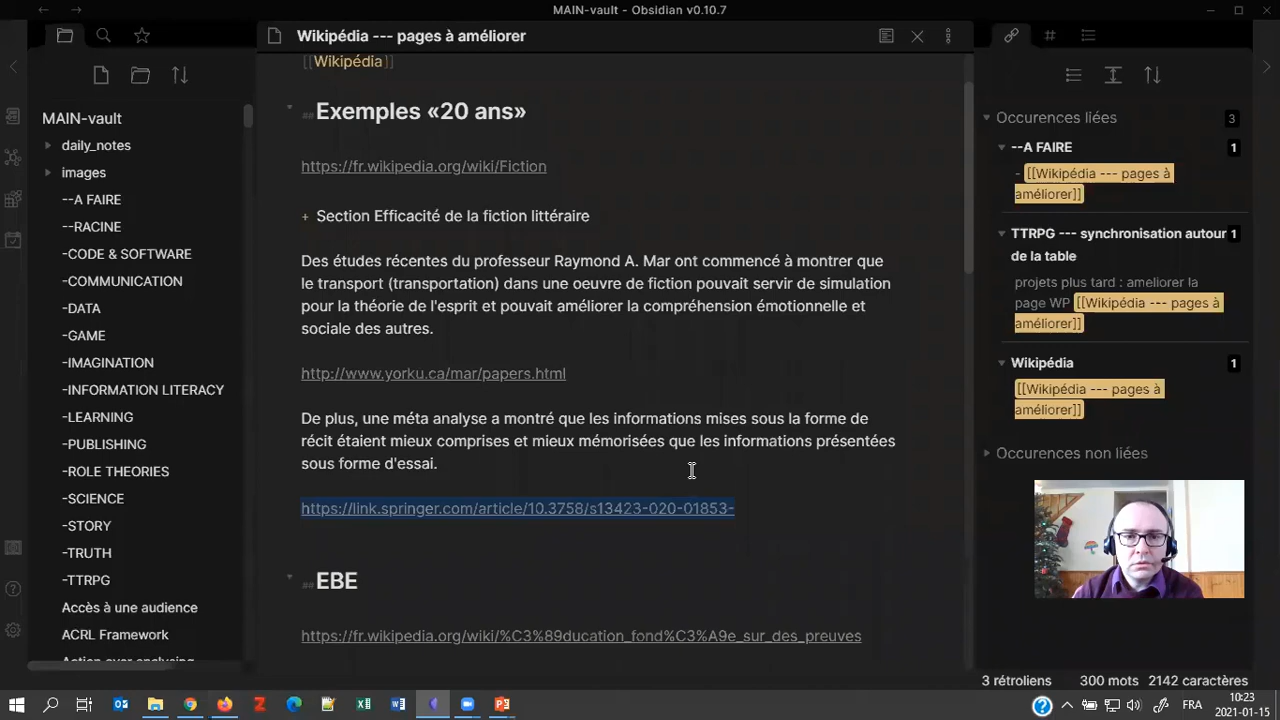 MAIN-vault - Obsidian v0.10.7
Wikipédia --- pages à améliorer
MAIN-vault
daily_notes
images
--A FAIRE
--RACINE
-CODE & SOFTWARE
-COMMUNICATION
-DATA
-GAME
-IMAGINATION
-INFORMATION LITERACY
-LEARNING
-PUBLISHING
-ROLE THEORIES
-SCIENCE
-STORY
-TRUTH
-TTRPG
Accès à une audience
ACRL Framework
Action over analysing
[[Wikipédia]]
## Exemples «20 ans»
https://fr.wikipedia.org/wiki/Fiction
+ Section Efficacité de la fiction littéraire
Des études récentes du professeur Raymond A. Mar ont commencé à montrer que
le transport (transportation) dans une oeuvre de fiction pouvait servir de simulation
pour la théorie de l'esprit et pouvait améliorer la compréhension émotionnelle et
sociale des autres.
http://www.yorku.ca/mar/papers.html
De plus, une méta analyse a montré que les informations mises sous la forme de
récit étaient mieux comprises et mieux mémorisées que les informations présentées
sous forme d'essai.
https://link.springer.com/article/10.3758/s13423-020-01853-
## EBE
https://fr.wikipedia.org/wiki/%C3%89ducation_fond%C3%A9e_sur_des_preuves
Occurences liées 3
--A FAIRE 1
- [[Wikipédia --- pages à
améliorer]]
TTRPG --- synchronisation autour 1
de la table
projets plus tard : ameliorer la
page WP [[Wikipédia --- pages à
améliorer]]
Wikipédia 1
[[Wikipédia --- pages à
améliorer]]
Occurences non liées
3 rétroliens 300 mots 2142 caractères
FRA
10:23
2021-01-15